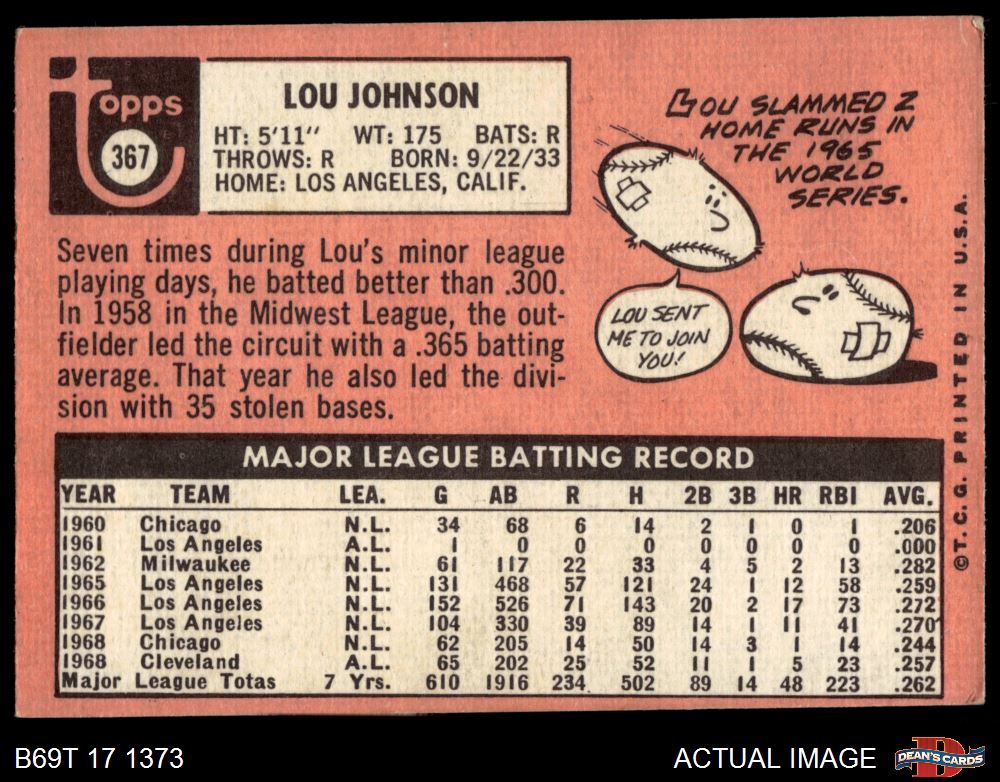 topps
367
LOU JOHNSON
HT: 5'11" WT: 175 BATS: R
THROWS: R BORN: 9/22/33
HOME: LOS ANGELES, CALIF.
LOU SLAMMED 2
HOME RUNS IN
THE 1965
WORLD
SERIES.
LOU SENT
ME TO JOIN
YOU!
Seven times during Lou's minor league
playing days, he batted better than .300.
In 1958 in the Midwest League, the out-
fielder led the circuit with a .365 batting
average. That year he also led the divi-
sion with 35 stolen bases.
MAJOR LEAGUE BATTING RECORD
YEAR TEAM LEA. G AB R H 2B 3B HR RBI AVG.
1960 Chicago N.L. 34 68 6 14 2 1 0 1 .206
1961 Los Angeles A.L. 1 0 0 0 0 0 0 0 .000
1962 Milwaukee N.L. 61 117 22 33 4 5 2 13 .282
1965 Los Angeles N.L. 131 468 57 121 24 1 12 58 .259
1966 Los Angeles N.L. 152 526 71 143 20 2 17 73 .272
1967 Los Angeles N.L. 104 330 39 89 14 1 11 41 .270
1968 Chicago N.L. 62 205 14 50 14 3 1 14 .244
1968 Cleveland A.L. 65 202 25 52 11 1 5 23 .257
Major League Totas 7 Yrs. 610 1916 234 502 89 14 48 223 .262
©T.C.G. PRINTED IN U.S.A.
B69T 17 1373
ACTUAL IMAGE
D
DEAN'S CARDS